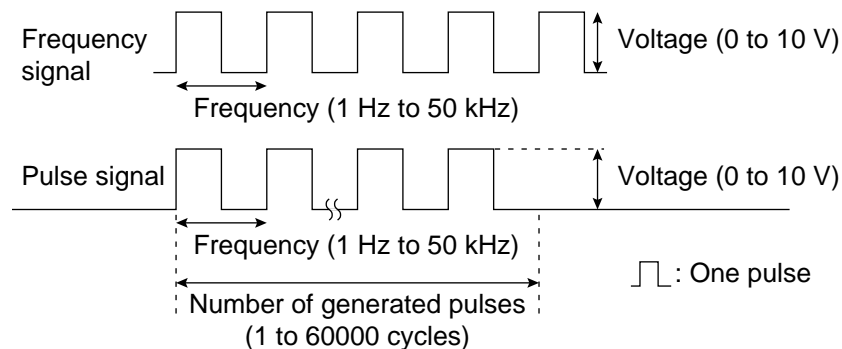 Frequency
signal
Voltage (0 to 10 V)
Frequency (1 Hz to 50 kHz)
Pulse signal
Voltage (0 to 10 V)
Frequency (1 Hz to 50 kHz)
: One pulse
Number of generated pulses
(1 to 60000 cycles)